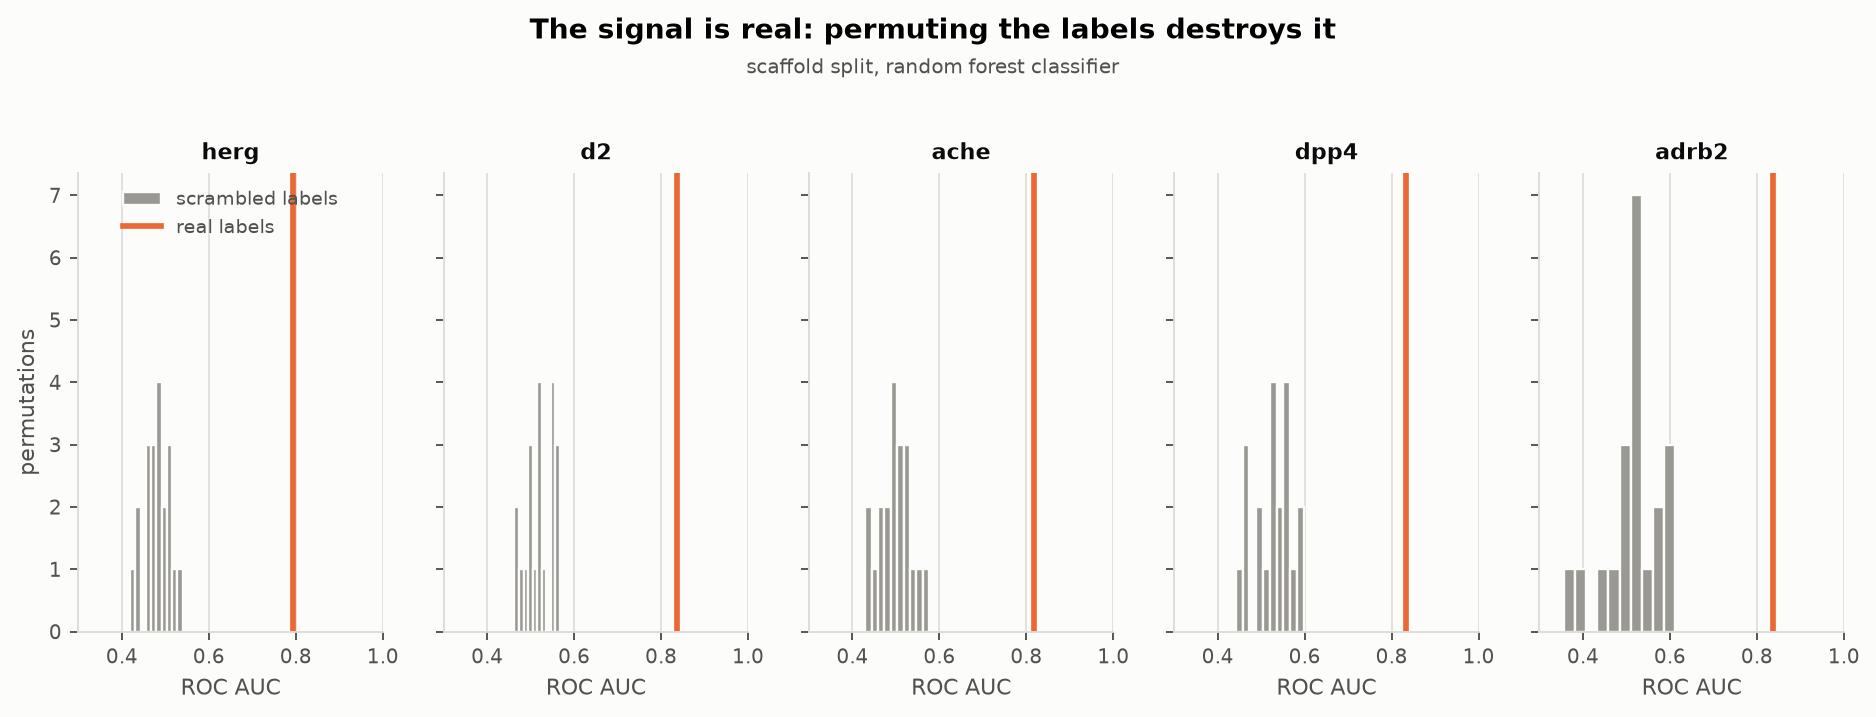 The signal is real: permuting the labels destroys it
scaffold split, random forest classifier
herg
d2
ache
dpp4
adrb2
scrambled labels
real labels
permutations
7
6
5
4
3
2
1
0
0.4 0.6 0.8 1.0
0.4 0.6 0.8 1.0
0.4 0.6 0.8 1.0
0.4 0.6 0.8 1.0
0.4 0.6 0.8 1.0
ROC AUC
ROC AUC
ROC AUC
ROC AUC
ROC AUC